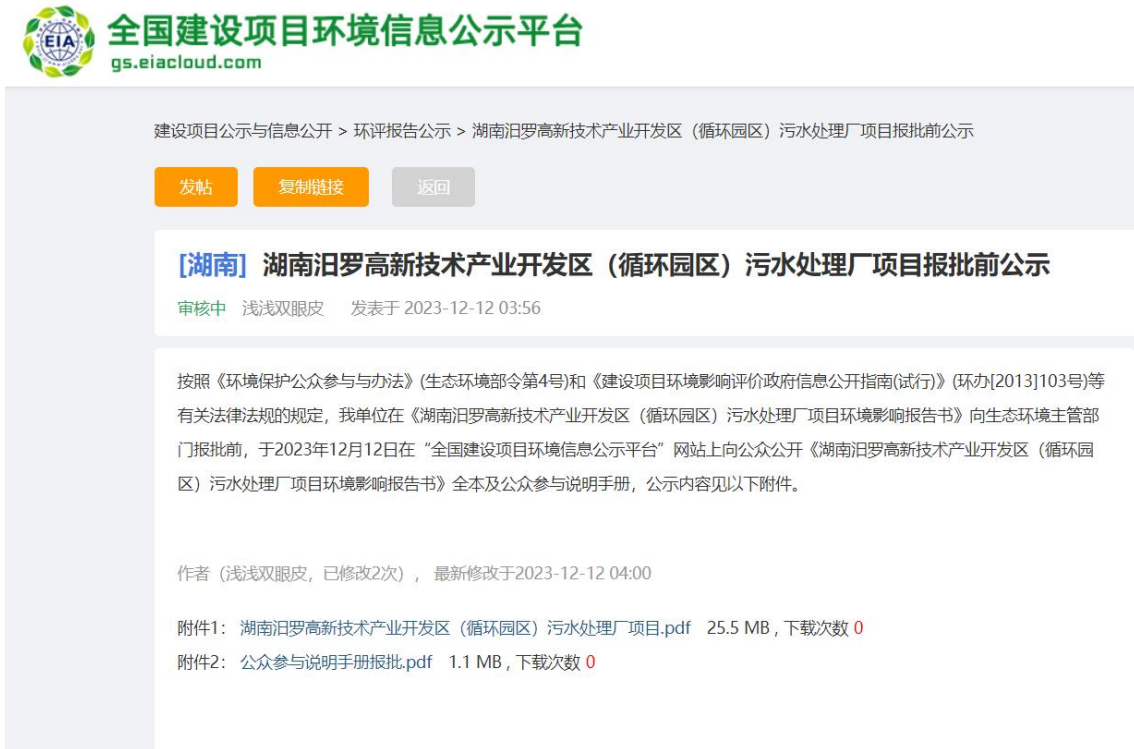 EIA
全国建设项目环境信息公示平台
gs.eiacloud.com
建设项目公示与信息公开 > 环评报告公示 > 湖南汨罗高新技术产业开发区（循环园区）污水处理厂项目报批前公示
发帖 复制链接 返回
[湖南] 湖南汨罗高新技术产业开发区（循环园区）污水处理厂项目报批前公示
审核中 浅浅双眼皮 发表于 2023-12-12 03:56
按照《环境保护公众参与与办法》(生态环境部令第4号)和《建设项目环境影响评价政府信息公开指南(试行)》(环办[2013]103号)等
有关法律法规的规定，我单位在《湖南汨罗高新技术产业开发区（循环园区）污水处理厂项目环境影响报告书》向生态环境主管部
门报批前，于2023年12月12日在“全国建设项目环境信息公示平台”网站上向公众公开《湖南汨罗高新技术产业开发区（循环园
区）污水处理厂项目环境影响报告书》全本及公众参与说明手册，公示内容见以下附件。
作者（浅浅双眼皮，已修改2次）， 最新修改于2023-12-12 04:00
附件1： 湖南汨罗高新技术产业开发区（循环园区）污水处理厂项目.pdf 25.5 MB , 下载次数 0
附件2： 公众参与说明手册报批.pdf 1.1 MB , 下载次数 0